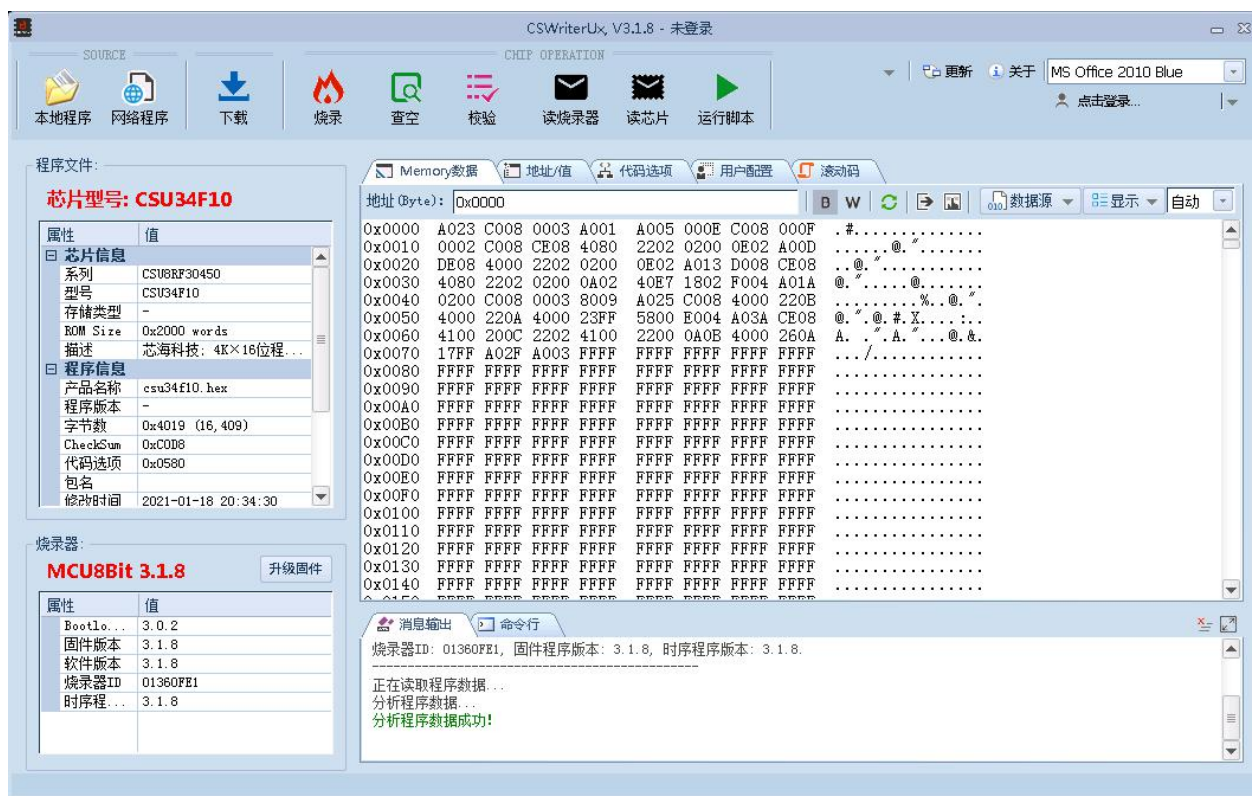 CSWriterUx, V3.1.8 - 未登录
SOURCE
CHIP OPERATION
本地程序 网络程序 下载 烧录 查空 校验 读烧录器 读芯片 运行脚本
更新 关于 MS Office 2010 Blue
点击登录...
程序文件:
芯片型号: CSU34F10
属性 值
芯片信息
系列 CSU8RF30450
型号 CSU34F10
存储类型 -
ROM Size 0x2000 words
描述 芯海科技: 4K×16位程...
程序信息
产品名称 csu34f10.hex
程序版本 -
字节数 0x4019 (16,409)
CheckSum 0xC0D8
代码选项 0x0580
包名
修改时间 2021-01-18 20:34:30
烧录器:
MCU8Bit 3.1.8 升级固件
属性 值
Bootlo... 3.0.2
固件版本 3.1.8
软件版本 3.1.8
烧录器ID 01360FE1
时序程... 3.1.8
Memory数据 地址/值 代码选项 用户配置 滚动码
地址(Byte): 0x0000 B W 数据源 显示 自动
0x0000 A023 C008 0003 A001 A005 000E C008 000F .#..............
0x0010 0002 C008 CE08 4080 2202 0200 0E02 A00D .......@.".......
0x0020 DE08 4000 2202 0200 0E02 A013 D008 CE08 ..@."...........
0x0030 4080 2202 0200 0A02 40E7 1802 F004 A01A @.".....@.......
0x0040 0200 C008 0003 8009 A025 C008 4000 220B .........%..@.".
0x0050 4000 220A 4000 23FF 5800 E004 A03A CE08 @.".@.#.X....:..
0x0060 4100 200C 2202 4100 2200 0A0B 4000 260A A. .".A."...@.&.
0x0070 17FF A02F A003 FFFF FFFF FFFF FFFF FFFF .../............
0x0080 FFFF FFFF FFFF FFFF FFFF FFFF FFFF FFFF ................
0x0090 FFFF FFFF FFFF FFFF FFFF FFFF FFFF FFFF ................
0x00A0 FFFF FFFF FFFF FFFF FFFF FFFF FFFF FFFF ................
0x00B0 FFFF FFFF FFFF FFFF FFFF FFFF FFFF FFFF ................
0x00C0 FFFF FFFF FFFF FFFF FFFF FFFF FFFF FFFF ................
0x00D0 FFFF FFFF FFFF FFFF FFFF FFFF FFFF FFFF ................
0x00E0 FFFF FFFF FFFF FFFF FFFF FFFF FFFF FFFF ................
0x00F0 FFFF FFFF FFFF FFFF FFFF FFFF FFFF FFFF ................
0x0100 FFFF FFFF FFFF FFFF FFFF FFFF FFFF FFFF ................
0x0110 FFFF FFFF FFFF FFFF FFFF FFFF FFFF FFFF ................
0x0120 FFFF FFFF FFFF FFFF FFFF FFFF FFFF FFFF ................
0x0130 FFFF FFFF FFFF FFFF FFFF FFFF FFFF FFFF ................
0x0140 FFFF FFFF FFFF FFFF FFFF FFFF FFFF FFFF ................
消息输出 命令行
烧录器ID: 01360FE1, 固件程序版本: 3.1.8, 时序程序版本: 3.1.8.
----------------------------------------------
正在读取程序数据...
分析程序数据...
分析程序数据成功!